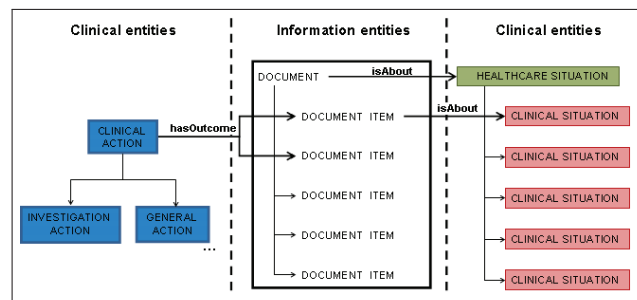 Clinical entities
Information entities
Clinical entities
DOCUMENT
isAbout
HEALTHCARE SITUATION
isAbout
CLINICAL
ACTION
hasOutcome
DOCUMENT ITEM
CLINICAL SITUATION
DOCUMENT ITEM
CLINICAL SITUATION
INVESTIGATION
ACTION
GENERAL
ACTION
...
DOCUMENT ITEM
CLINICAL SITUATION
DOCUMENT ITEM
CLINICAL SITUATION
DOCUMENT ITEM
CLINICAL SITUATION